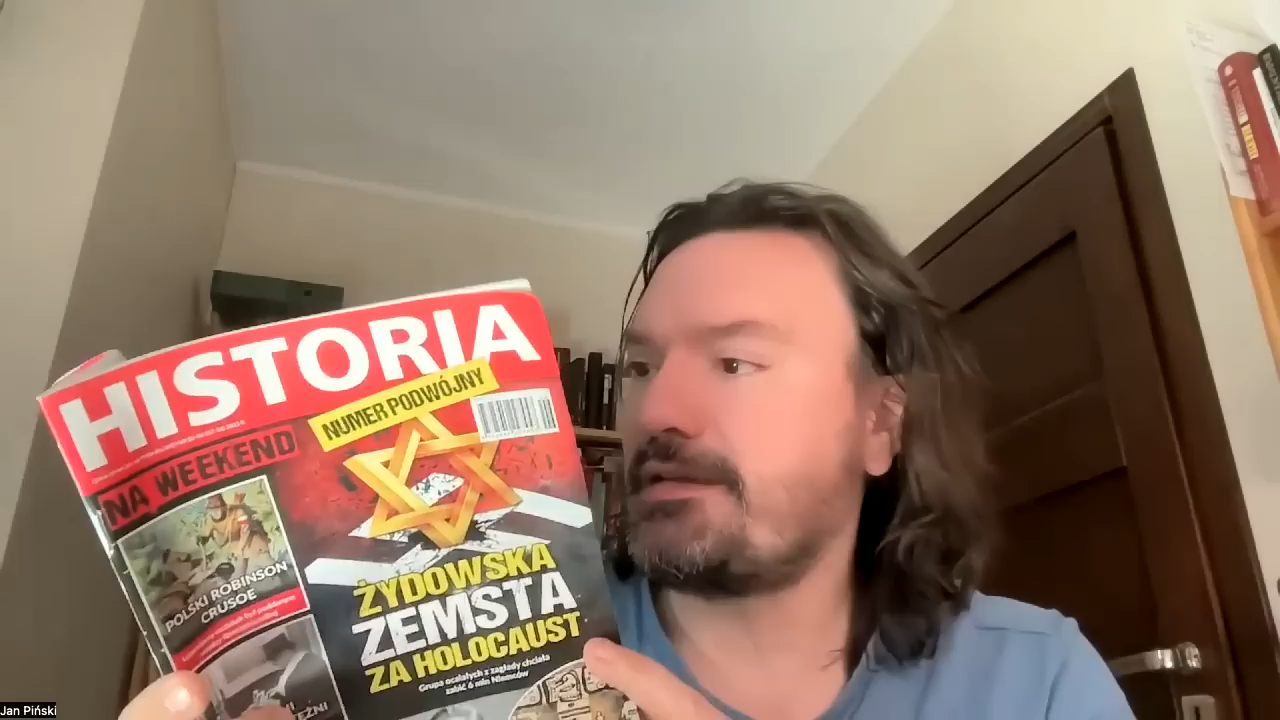 HISTORIA
NA WEEKEND
NUMER PODWÓJNY
POLSKI ROBINSON
CRUSOE
ŻYDOWSKA
ZEMSTA
ZA HOLOCAUST
Grupa ocalałych z zagłady chciała
zabić 6 mln Niemców
Jan Piński